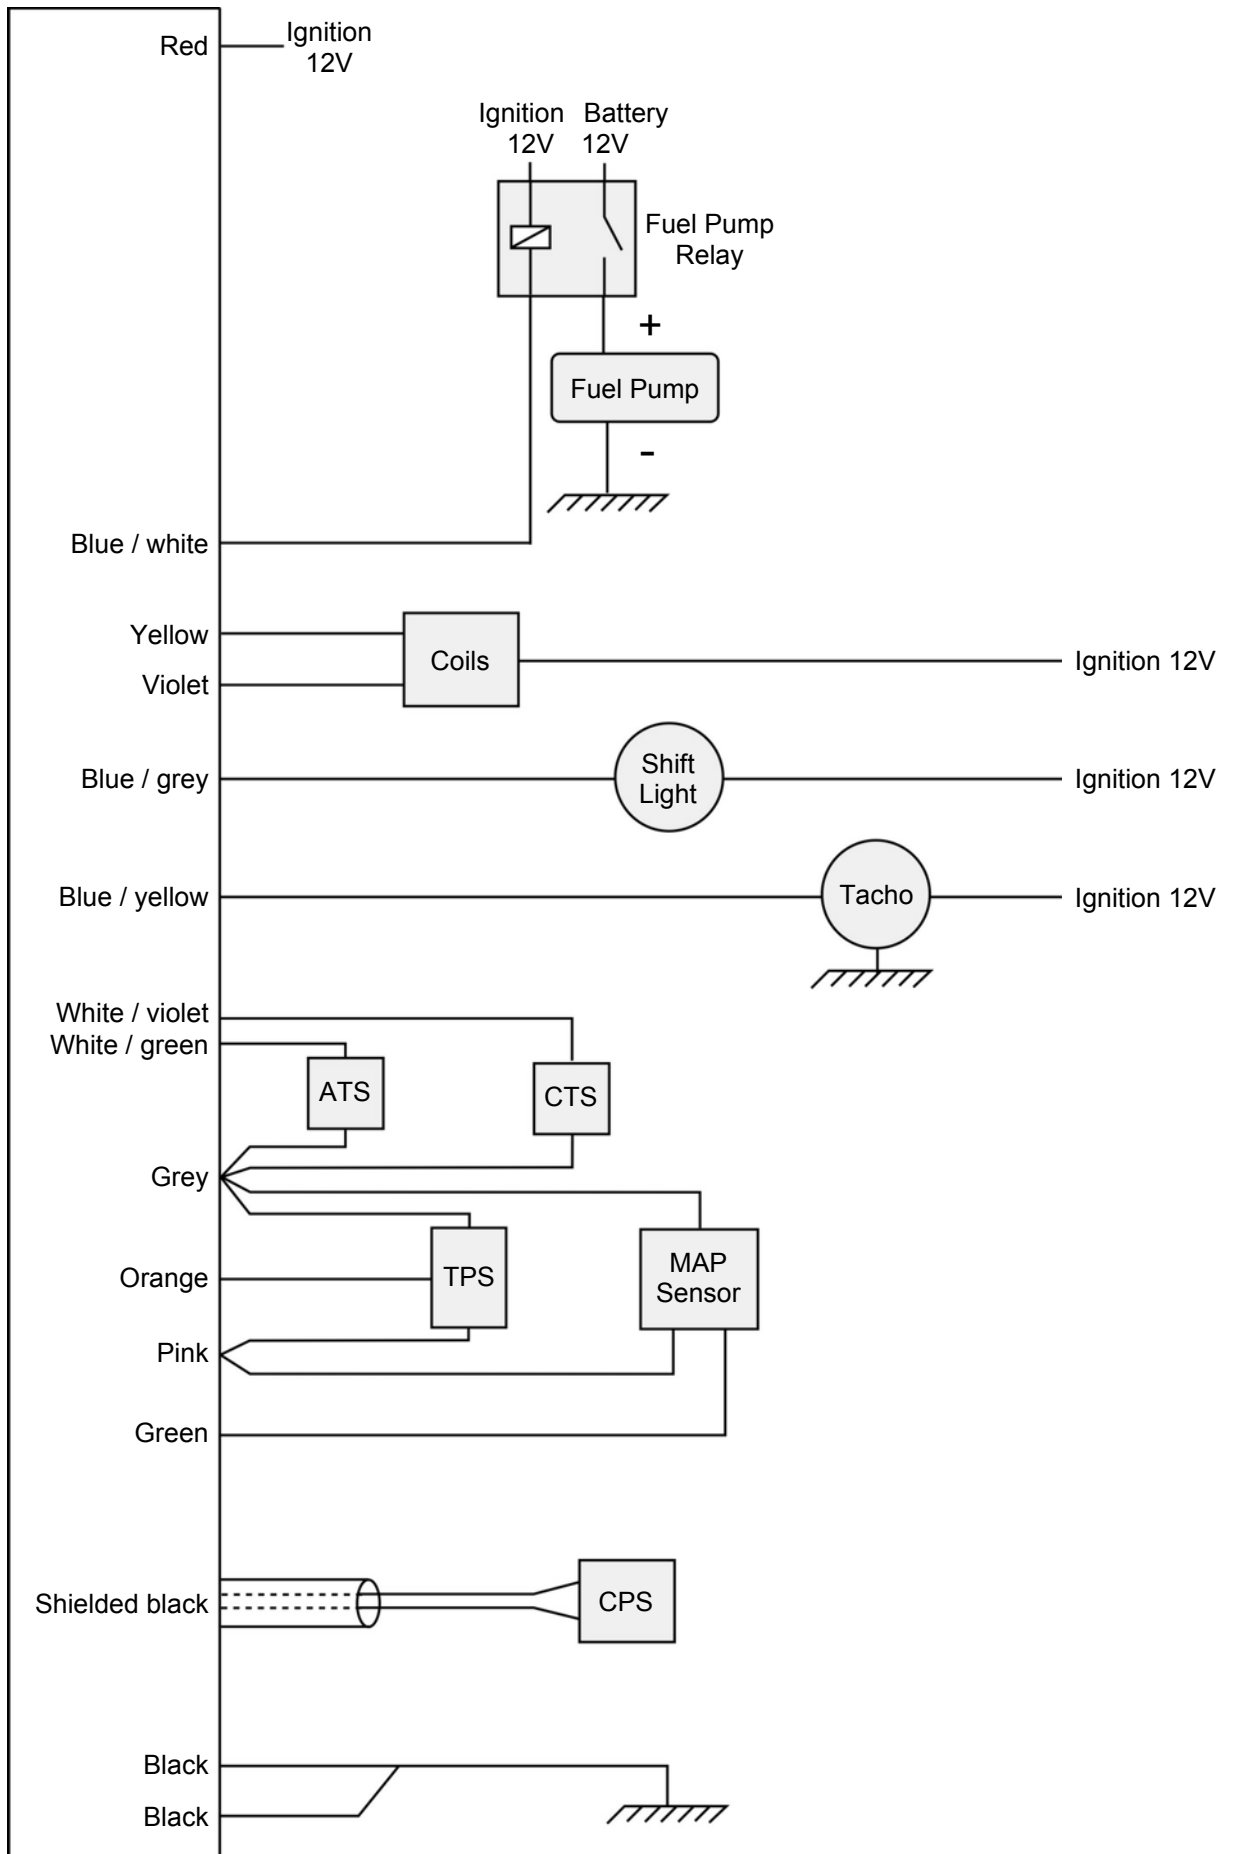 Red
Ignition
12V
Ignition Battery
12V 12V
Fuel Pump
Relay
+
Fuel Pump
-
Blue / white
Yellow
Violet
Coils
Ignition 12V
Blue / grey
Shift
Light
Ignition 12V
Blue / yellow
Tacho
Ignition 12V
White / violet
White / green
ATS
CTS
Grey
Orange
TPS
MAP
Sensor
Pink
Green
Shielded black
CPS
Black
Black